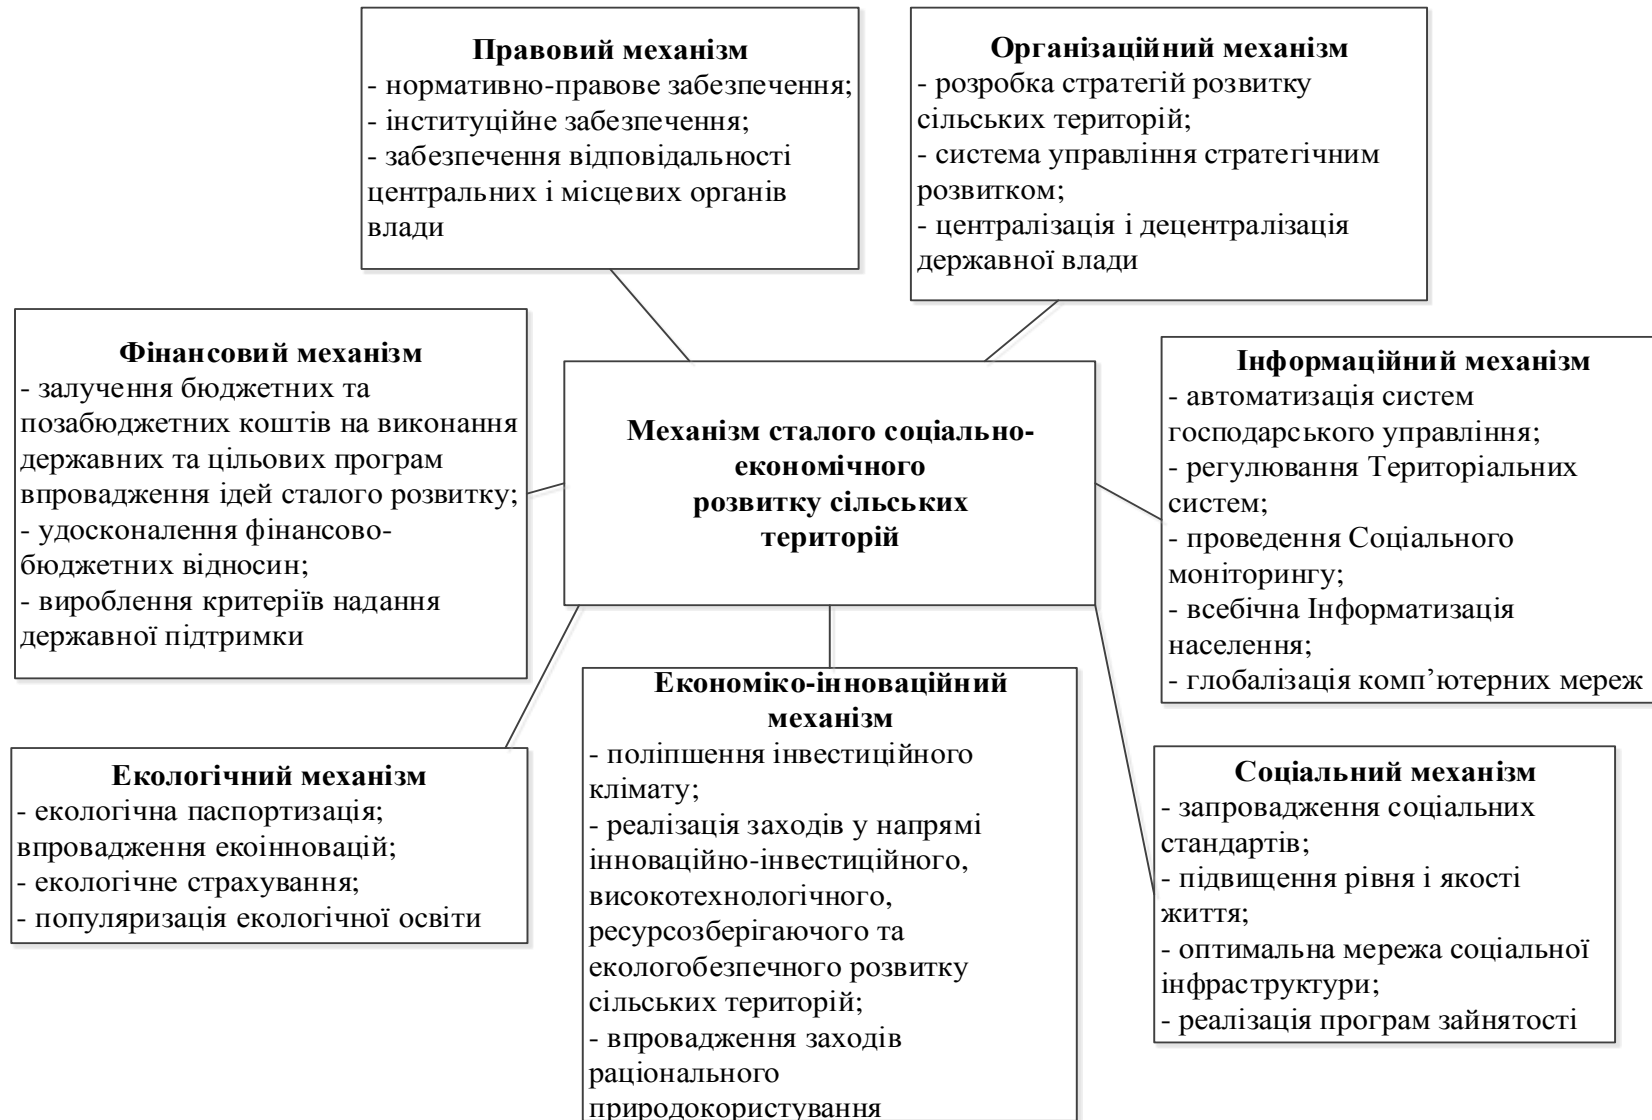 Правовий механізм
- нормативно-правове забезпечення;
- інституційне забезпечення;
- забезпечення відповідальності
центральних і місцевих органів
влади
Організаційний механізм
- розробка стратегій розвитку
сільських територій;
- система управління стратегічним
розвитком;
- централізація і децентралізація
державної влади
Фінансовий механізм
- залучення бюджетних та
позабюджетних коштів на виконання
державних та цільових програм
впровадження ідей сталого розвитку;
- удосконалення фінансово-
бюджетних відносин;
- вироблення критеріїв надання
державної підтримки
Механізм сталого соціально-
економічного
розвитку сільських
територій
Інформаційний механізм
- автоматизація систем
господарського управління;
- регулювання Територіальних
систем;
- проведення Соціального
моніторингу;
- всебічна Інформатизація
населення;
- глобалізація комп’ютерних мереж
Екологічний механізм
- екологічна паспортизація;
впровадження екоінновацій;
- екологічне страхування;
- популяризація екологічної освіти
Економіко-інноваційний
механізм
- поліпшення інвестиційного
клімату;
- реалізація заходів у напрямі
інноваційно-інвестиційного,
високотехнологічного,
ресурсозберігаючого та
екологобезпечного розвитку
сільських територій;
- впровадження заходів
раціонального
природокористування
Соціальний механізм
- запровадження соціальних
стандартів;
- підвищення рівня і якості
життя;
- оптимальна мережа соціальної
інфраструктури;
- реалізація програм зайнятості